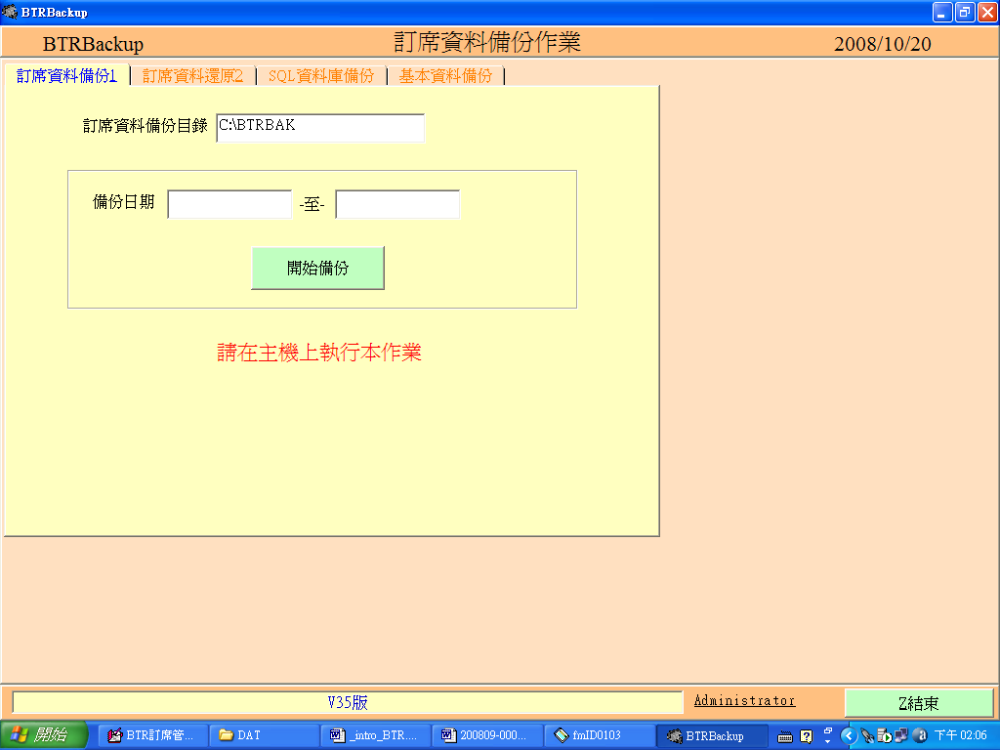 BTRBackup
BTRBackup 訂席資料備份作業 2008/10/20
訂席資料備份1 訂席資料還原2 SQL資料庫備份 基本資料備份
訂席資料備份目錄 C:\BTRBAK
備份日期 -至-
開始備份
請在主機上執行本作業
V35版 Administrator Z結束
開始 BTR訂席管... DAT _intro_BTR.... 200809-000... fmID0103 BTRBackup 下午 02:06